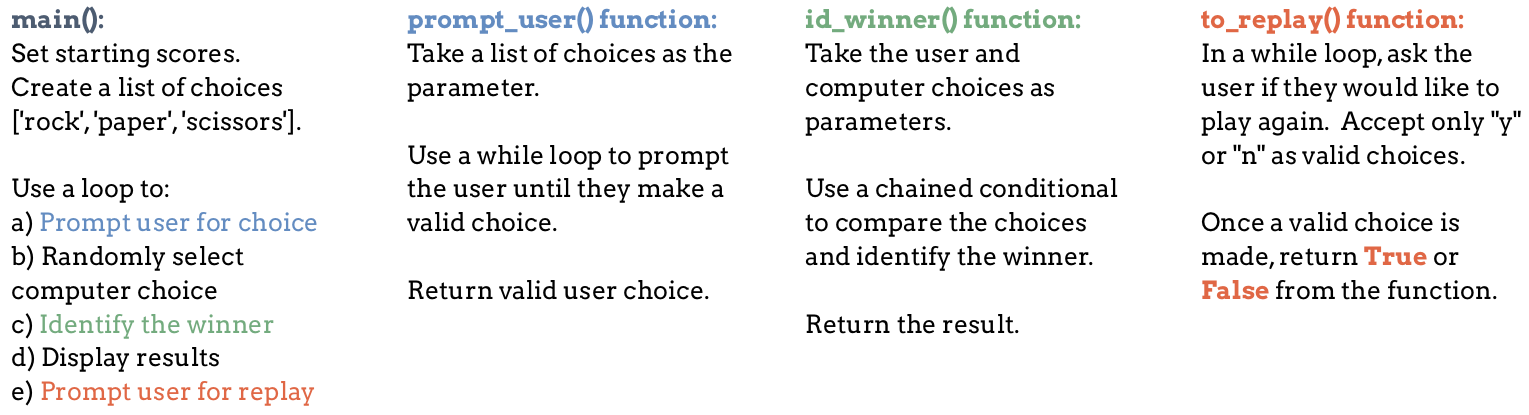 main():
Set starting scores.
Create a list of choices
['rock', 'paper', 'scissors'].
Use a loop to:
a) Prompt user for choice
b) Randomly select
computer choice
c) Identify the winner
d) Display results
e) Prompt user for replay
prompt_user() function:
Take a list of choices as the
parameter.
Use a while loop to prompt
the user until they make a
valid choice.
Return valid user choice.
id_winner() function:
Take the user and
computer choices as
parameters.
Use a chained conditional
to compare the choices
and identify the winner.
Return the result.
to_replay() function:
In a while loop, ask the
user if they would like to
play again.  Accept only "y"
or "n" as valid choices.
Once a valid choice is
made, return True or
False from the function.